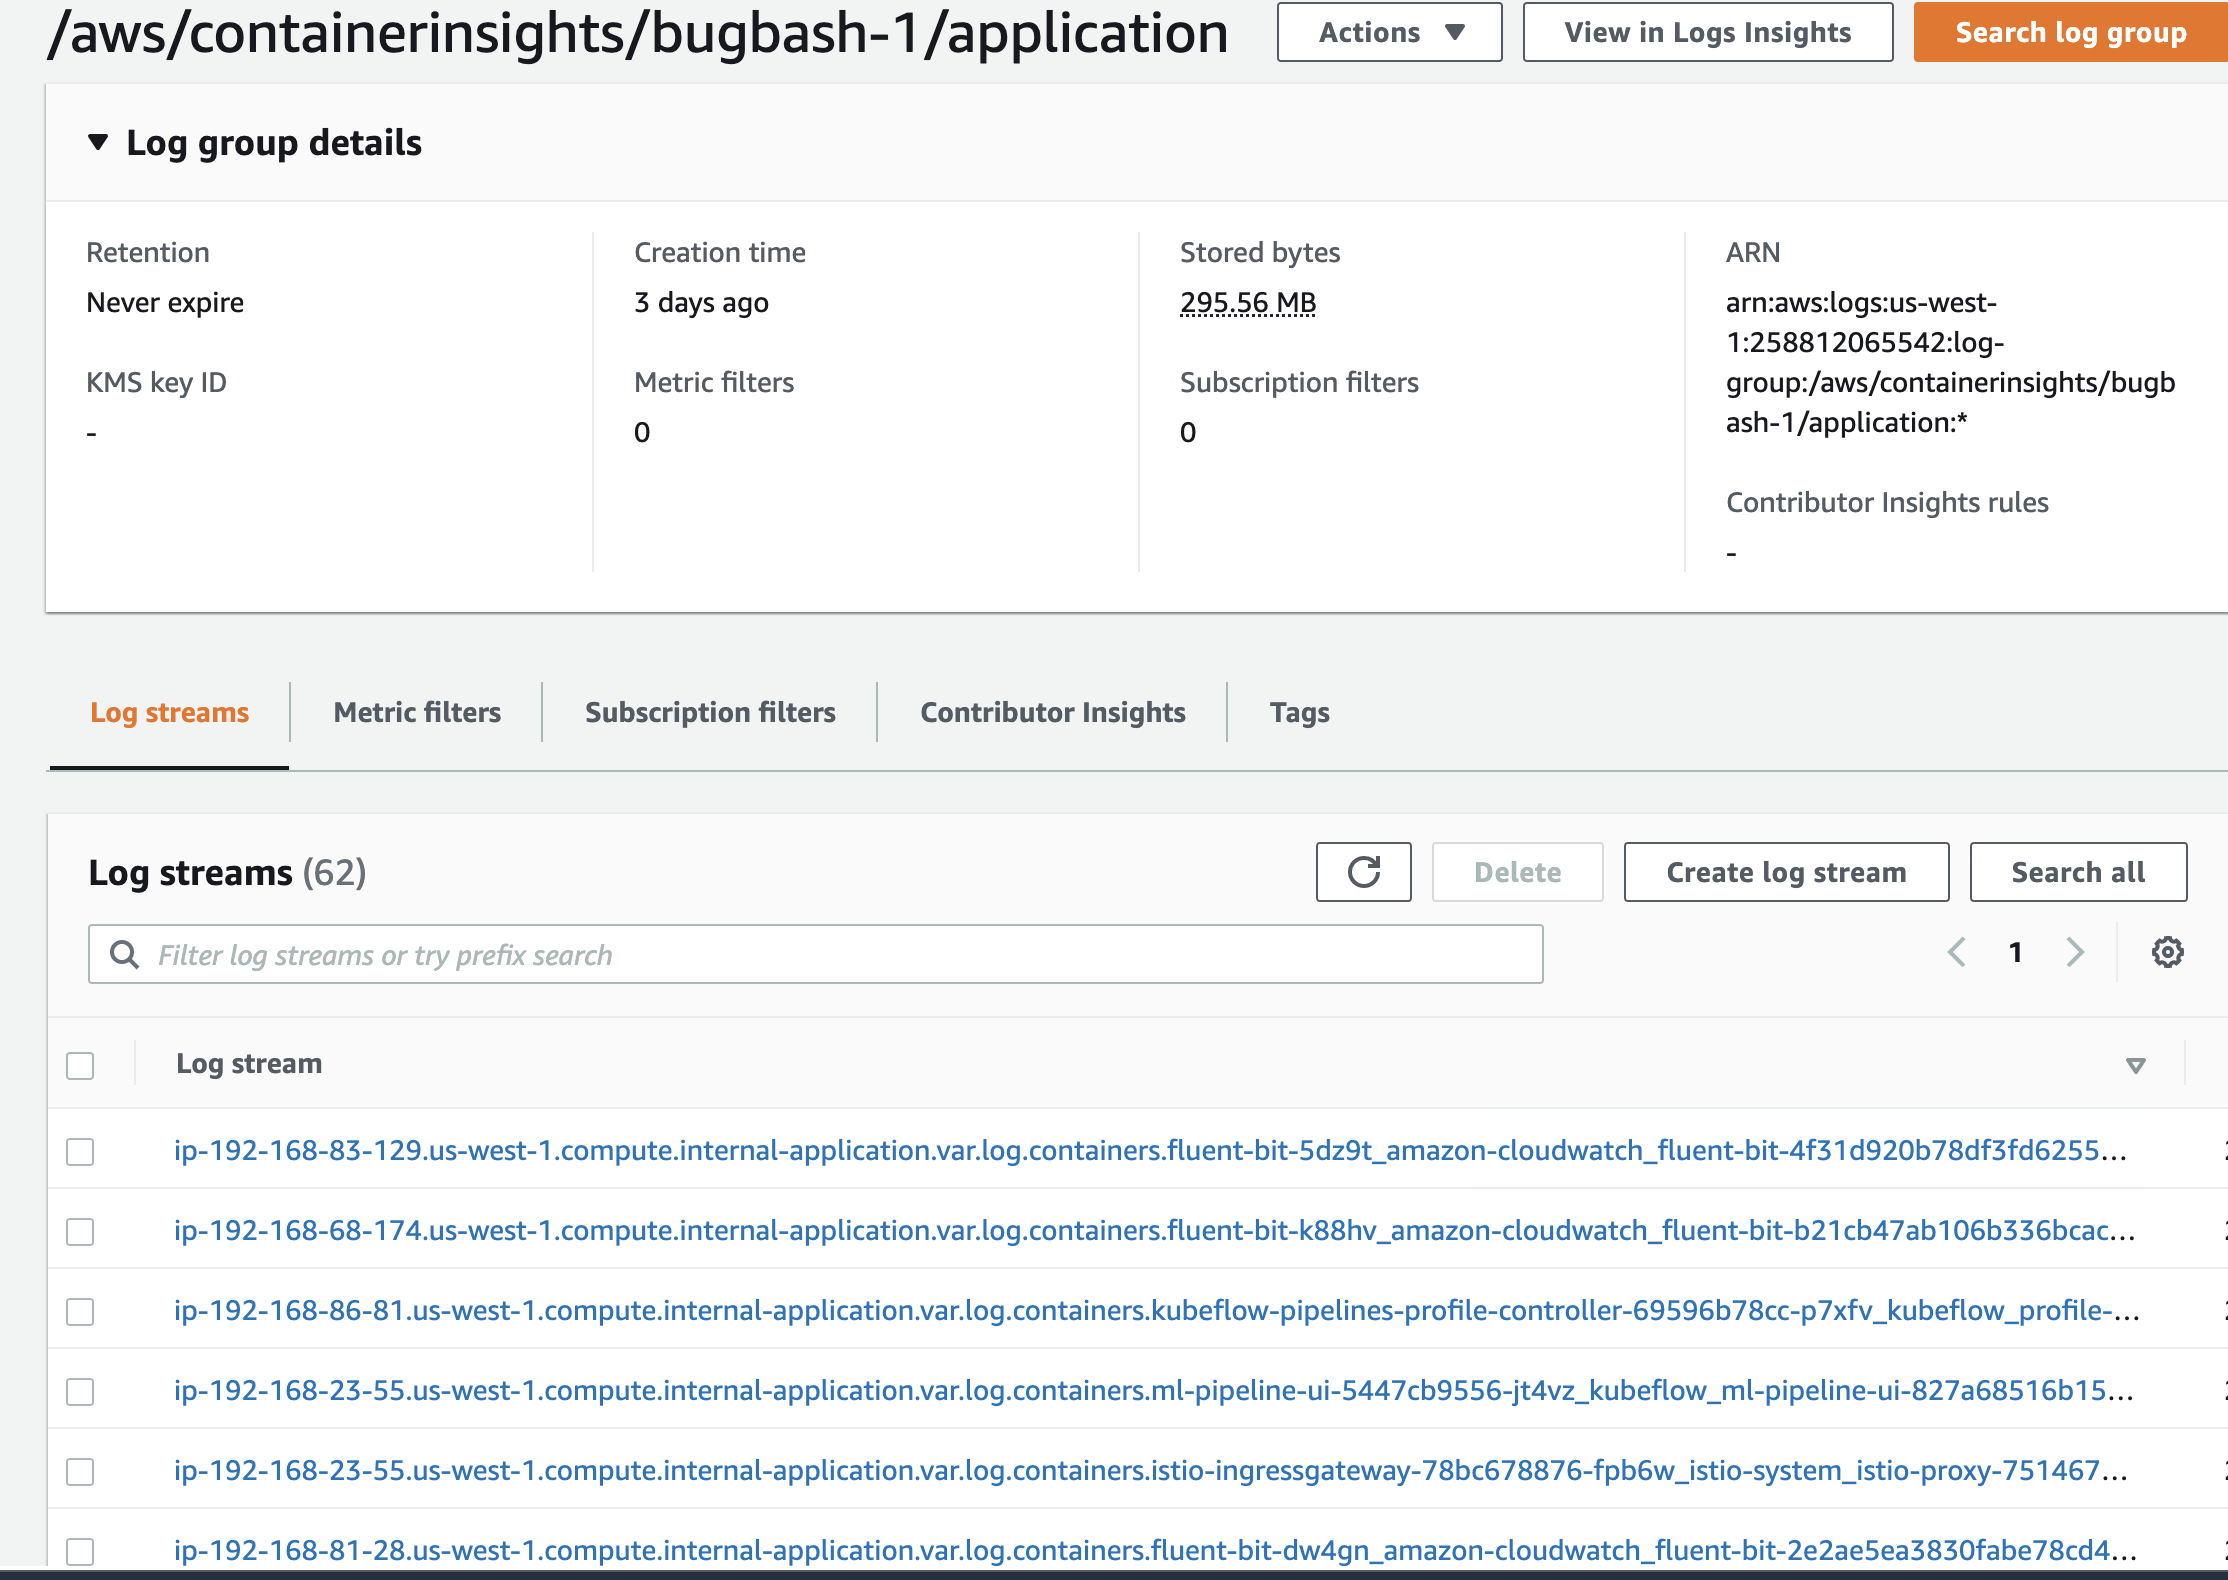 /aws/containerinsights/bugbash-1/application
Actions
View in Logs Insights
Search log group
Log group details
Retention
Never expire
KMS key ID
-
Creation time
3 days ago
Metric filters
0
Stored bytes
295.56 MB
Subscription filters
0
ARN
arn:aws:logs:us-west-
1:258812065542:log-
group:/aws/containerinsights/bugb
ash-1/application:*
Contributor Insights rules
-
Log streams
Metric filters
Subscription filters
Contributor Insights
Tags
Log streams (62)
Delete
Create log stream
Search all
Filter log streams or try prefix search
1
Log stream
ip-192-168-83-129.us-west-1.compute.internal-application.var.log.containers.fluent-bit-5dz9t_amazon-cloudwatch_fluent-bit-4f31d920b78df3fd6255...
ip-192-168-68-174.us-west-1.compute.internal-application.var.log.containers.fluent-bit-k88hv_amazon-cloudwatch_fluent-bit-b21cb47ab106b336bcac...
ip-192-168-86-81.us-west-1.compute.internal-application.var.log.containers.kubeflow-pipelines-profile-controller-69596b78cc-p7xfv_kubeflow_profile-...
ip-192-168-23-55.us-west-1.compute.internal-application.var.log.containers.ml-pipeline-ui-5447cb9556-jt4vz_kubeflow_ml-pipeline-ui-827a68516b15...
ip-192-168-23-55.us-west-1.compute.internal-application.var.log.containers.istio-ingressgateway-78bc678876-fpb6w_istio-system_istio-proxy-751467...
ip-192-168-81-28.us-west-1.compute.internal-application.var.log.containers.fluent-bit-dw4gn_amazon-cloudwatch_fluent-bit-2e2ae5ea3830fabe78cd4...